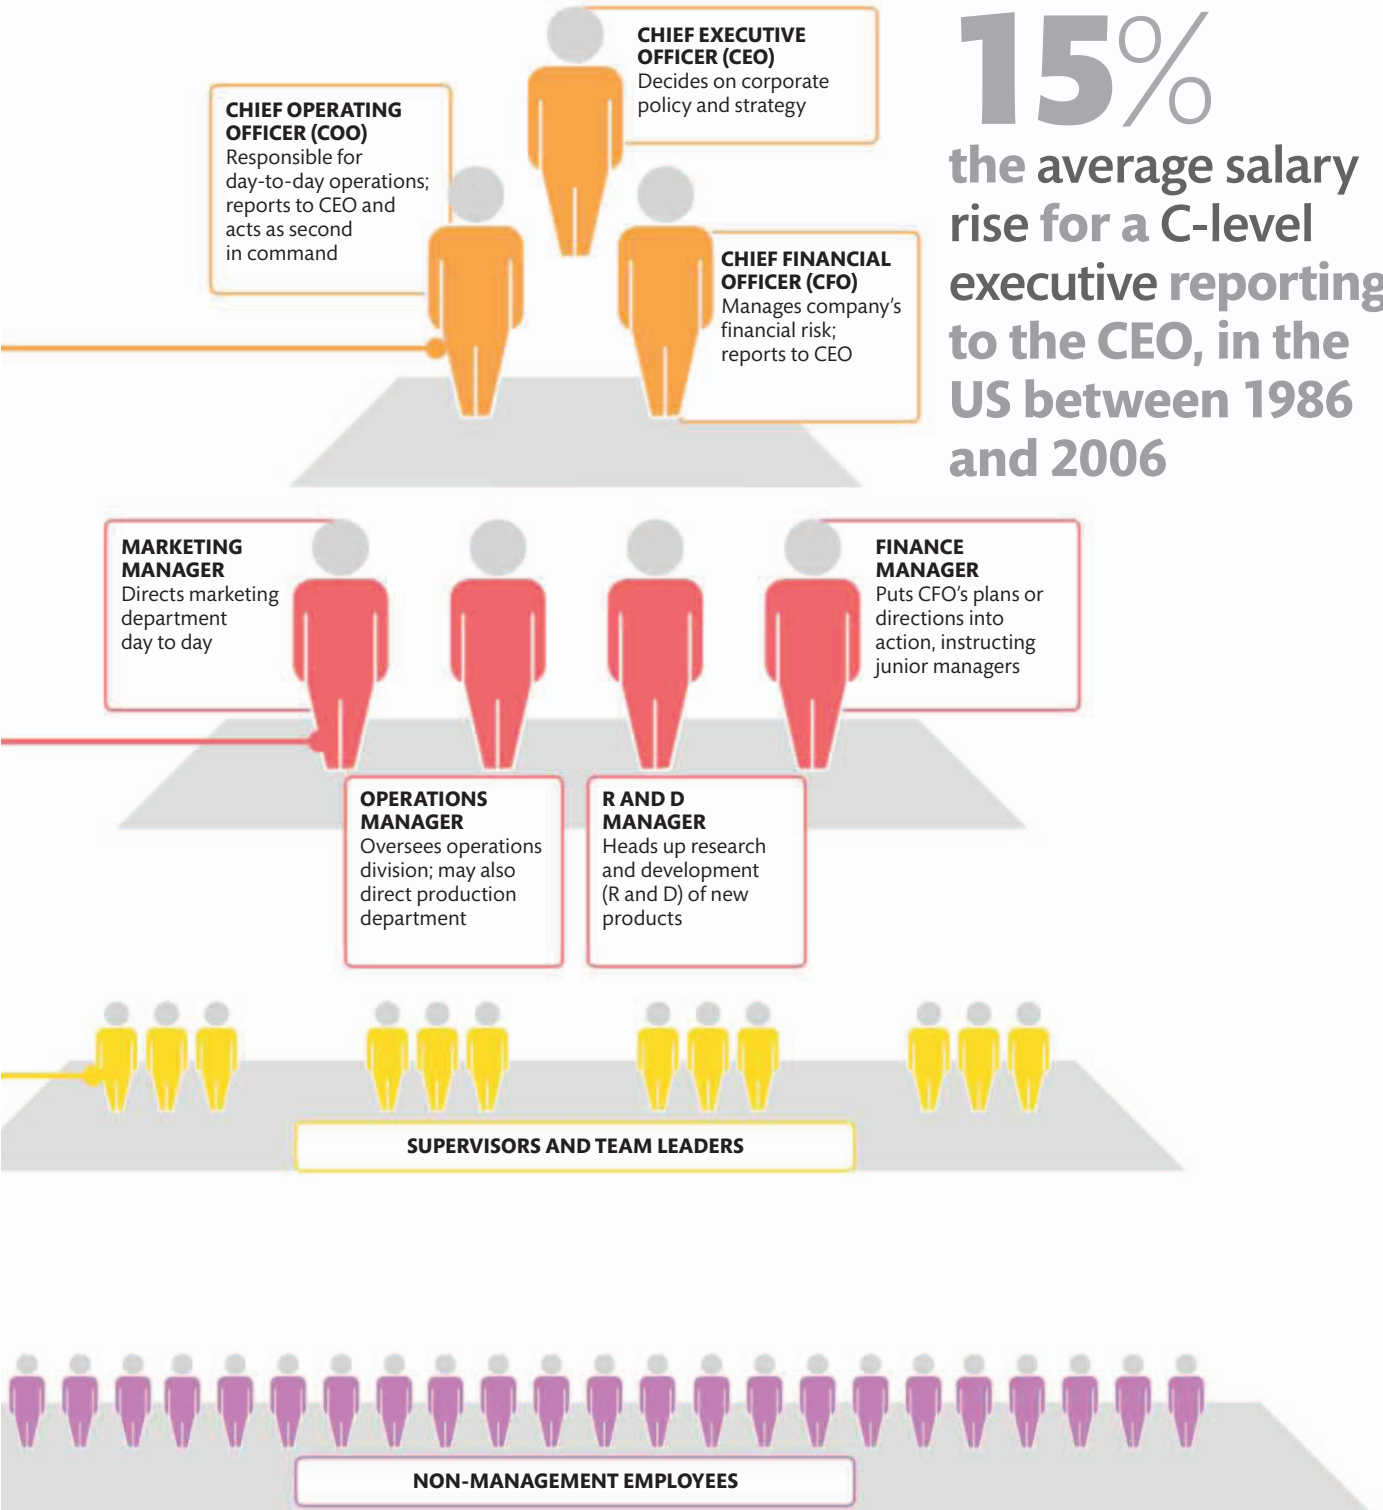 CHIEF EXECUTIVE
OFFICER (CEO)
Decides on corporate
policy and strategy
CHIEF OPERATING
OFFICER (COO)
Responsible for
day-to-day operations;
reports to CEO and
acts as second
in command
CHIEF FINANCIAL
OFFICER (CFO)
Manages company’s
financial risk;
reports to CEO
15%
the average salary
rise for a C-level
executive reporting
to the CEO, in the
US between 1986
and 2006
MARKETING
MANAGER
Directs marketing
department
day to day
FINANCE
MANAGER
Puts CFO’s plans or
directions into
action, instructing
junior managers
OPERATIONS
MANAGER
Oversees operations
division; may also
direct production
department
R AND D
MANAGER
Heads up research
and development
(R and D) of new
products
SUPERVISORS AND TEAM LEADERS
NON-MANAGEMENT EMPLOYEES